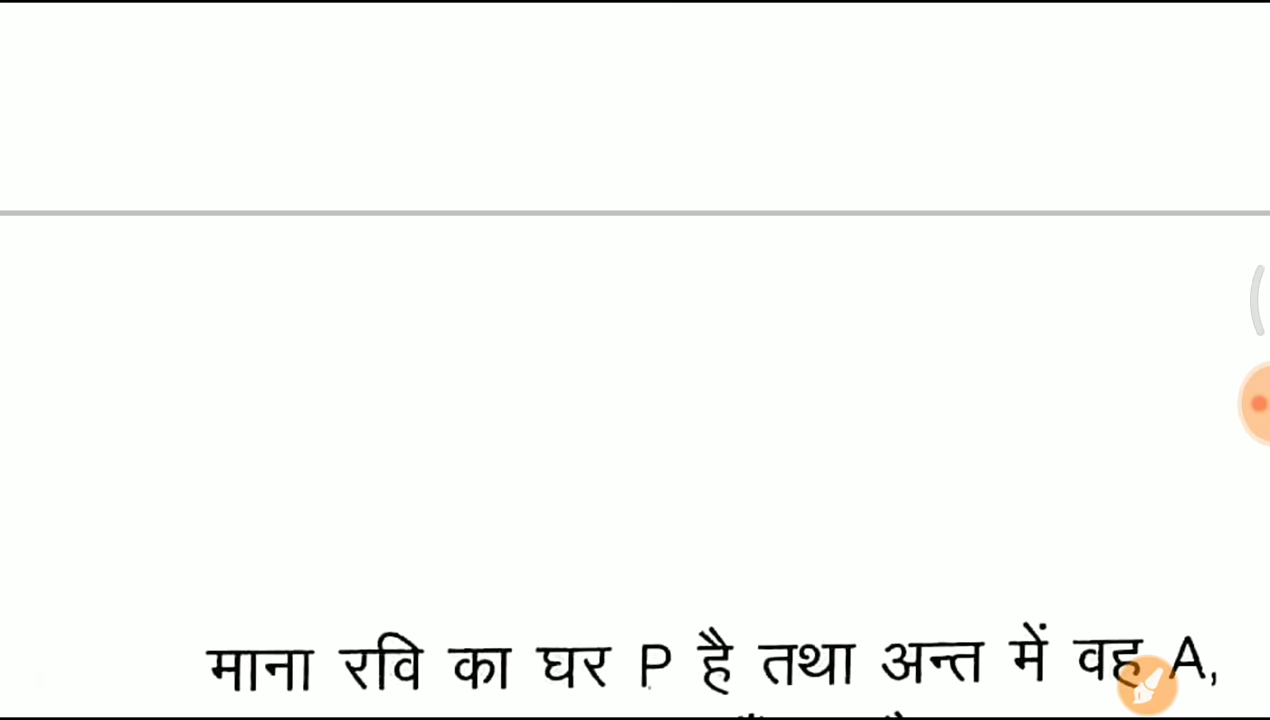 माना रवि का घर P है तथा अन्त में वह A,